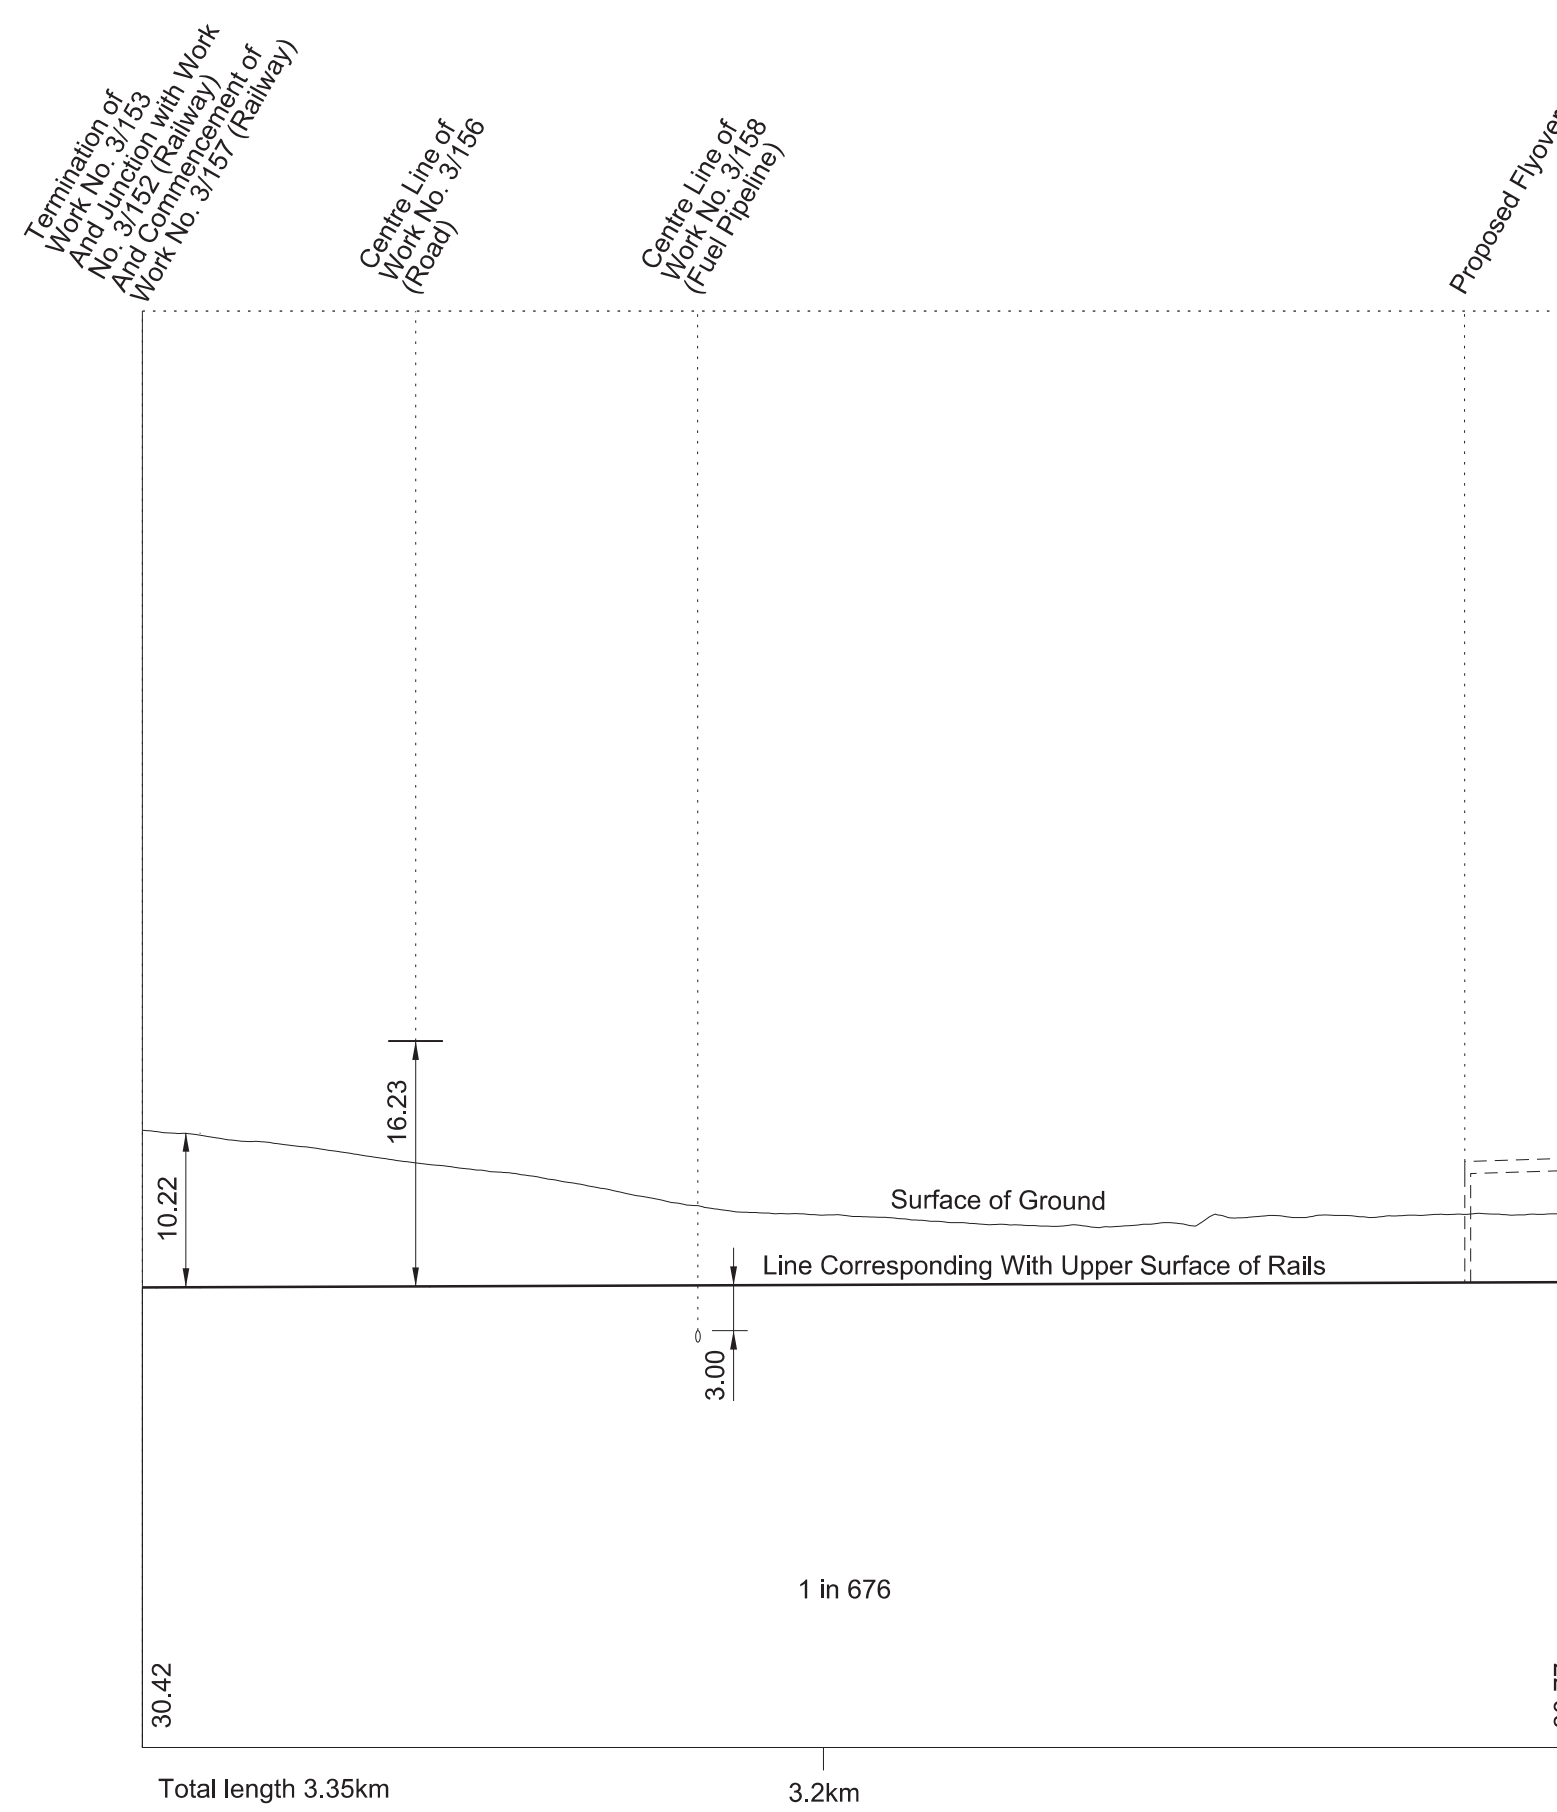 Termination of
Work No. 3/153
And Junction with Work
No. 3/152 (Railway)
And Commencement of
Work No. 3/157 (Railway)
Centre Line of
Work No. 3/156
(Road)
Centre Line of
Work No. 3/158
(Fuel Pipeline)
Proposed Flyover
16.23
10.22
Surface of Ground
Line Corresponding With Upper Surface of Rails
3.00
1 in 676
30.42
Total length 3.35km
3.2km